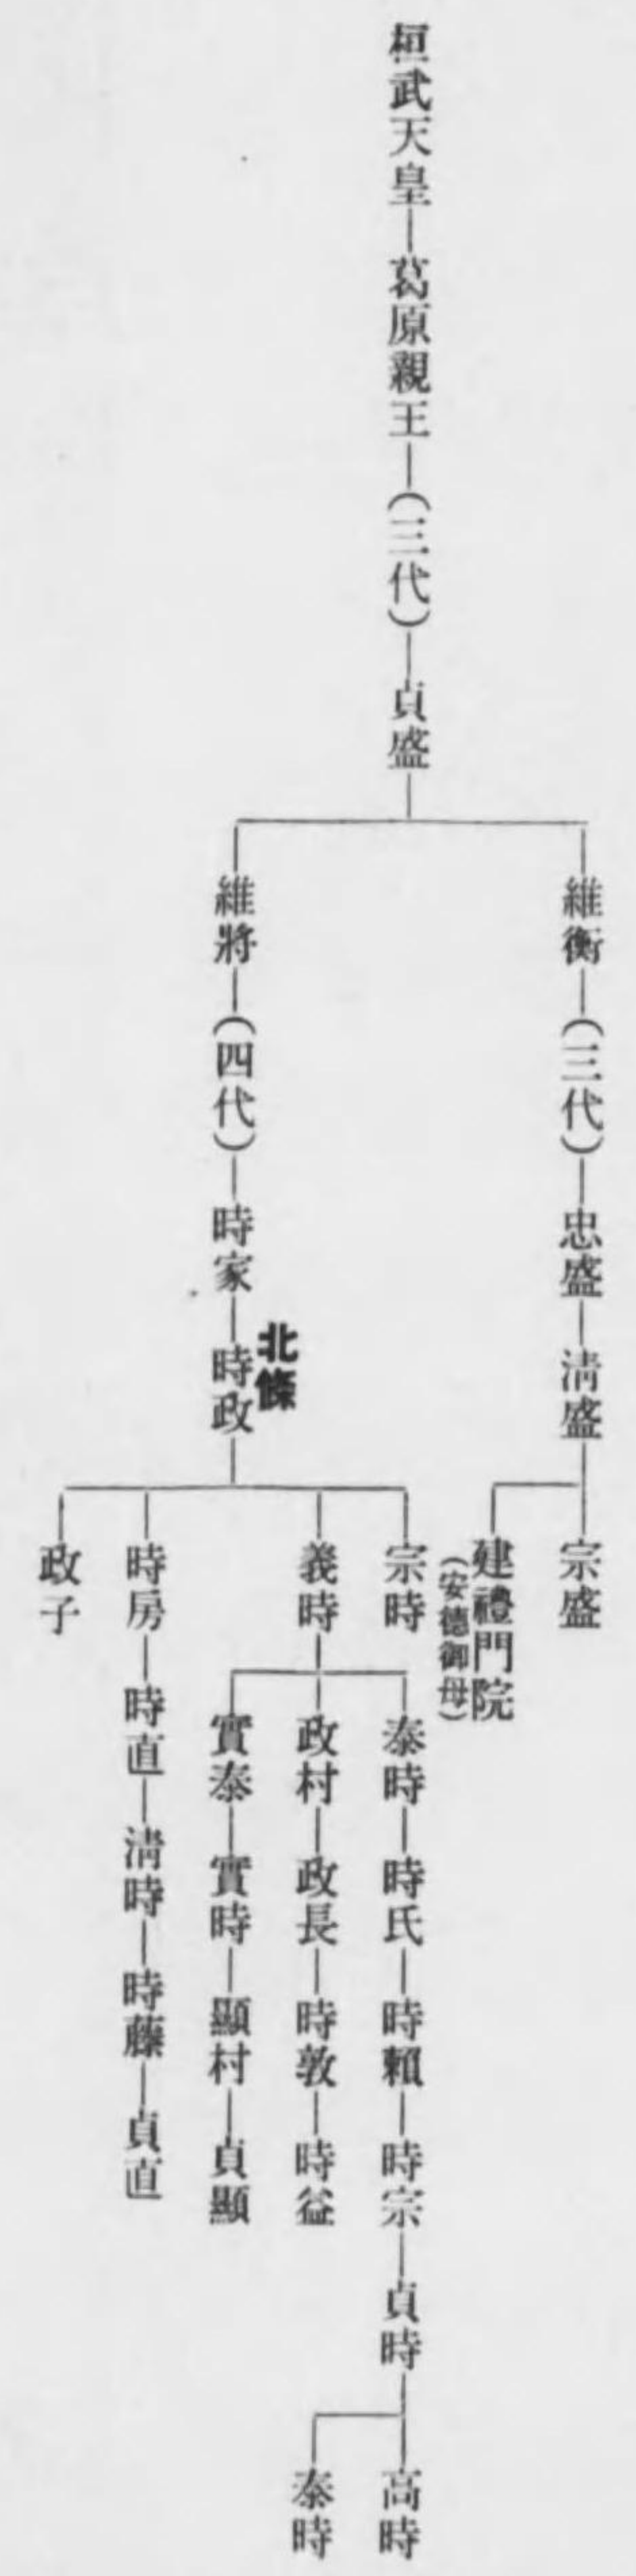 桓武天皇―葛原親王―(三代)―貞盛
維衡―(三代)―忠盛―淸盛
宗盛
建禮門院
(安德御母)
維將―(四代)―時家―時政
北條
宗時
義時
泰時―時氏―時頼―時宗―貞時
高時
泰時
政村―政長―時敦―時益
實泰―實時―顯村―貞顯
時房―時直―淸時―時藤―貞直
政子